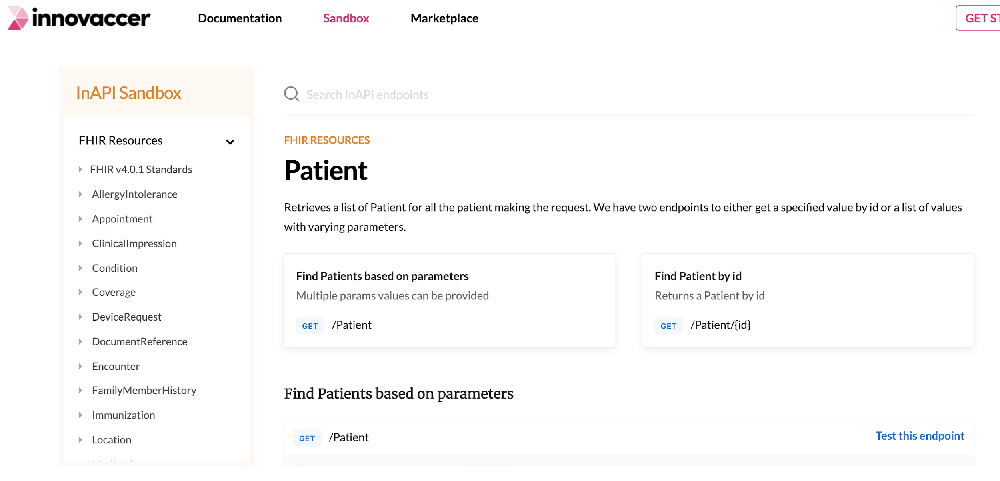 innovaccer
Documentation
Sandbox
Marketplace
GET ST
InAPI Sandbox
FHIR Resources
FHIR v4.0.1 Standards
AllergyIntolerance
Appointment
ClinicalImpression
Condition
Coverage
DeviceRequest
DocumentReference
Encounter
FamilyMemberHistory
Immunization
Location
Search InAPI endpoints
FHIR RESOURCES
Patient
Retrieves a list of Patient for all the patient making the request. We have two endpoints to either get a specified value by id or a list of values
with varying parameters.
Find Patients based on parameters
Multiple params values can be provided
GET /Patient
Find Patient by id
Returns a Patient by id
GET /Patient/{id}
Find Patients based on parameters
GET /Patient
Test this endpoint